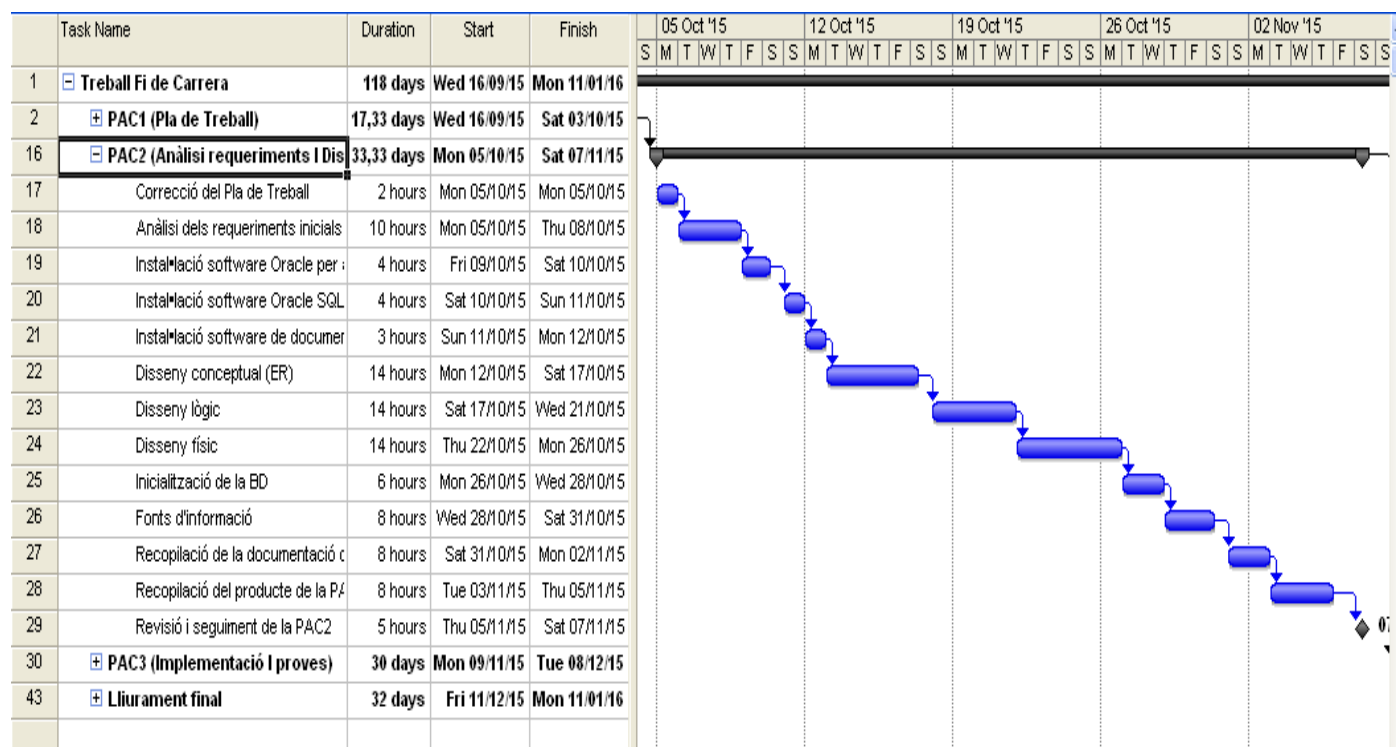 Task Name Duration Start Finish 05 Oct '15 12 Oct '15 19 Oct '15 26 Oct '15 02 Nov '15
S M T W T F S S M T W T F S S M T W T F S S M T W T F S S M T W T F S S
1 Treball Fi de Carrera 118 days Wed 16/09/15 Mon 11/01/16
2 PAC1 (Pla de Treball) 17,33 days Wed 16/09/15 Sat 03/10/15
16 PAC2 (Anàlisi requeriments I Dis 33,33 days Mon 05/10/15 Sat 07/11/15
17 Correcció del Pla de Treball 2 hours Mon 05/10/15 Mon 05/10/15
18 Anàlisi dels requeriments inicials 10 hours Mon 05/10/15 Thu 08/10/15
19 Instal•lació software Oracle per 4 hours Fri 09/10/15 Sat 10/10/15
20 Instal•lació software Oracle SQL 4 hours Sat 10/10/15 Sun 11/10/15
21 Instal•lació software de documer 3 hours Sun 11/10/15 Mon 12/10/15
22 Disseny conceptual (ER) 14 hours Mon 12/10/15 Sat 17/10/15
23 Disseny lògic 14 hours Sat 17/10/15 Wed 21/10/15
24 Disseny físic 14 hours Thu 22/10/15 Mon 26/10/15
25 Inicialització de la BD 6 hours Mon 26/10/15 Wed 28/10/15
26 Fonts d'informació 8 hours Wed 28/10/15 Sat 31/10/15
27 Recopilació de la documentació 8 hours Sat 31/10/15 Mon 02/11/15
28 Recopilació del producte de la PA 8 hours Tue 03/11/15 Thu 05/11/15
29 Revisió i seguiment de la PAC2 5 hours Thu 05/11/15 Sat 07/11/15 07
30 PAC3 (Implementació I proves) 30 days Mon 09/11/15 Tue 08/12/15
43 Lliurament final 32 days Fri 11/12/15 Mon 11/01/16